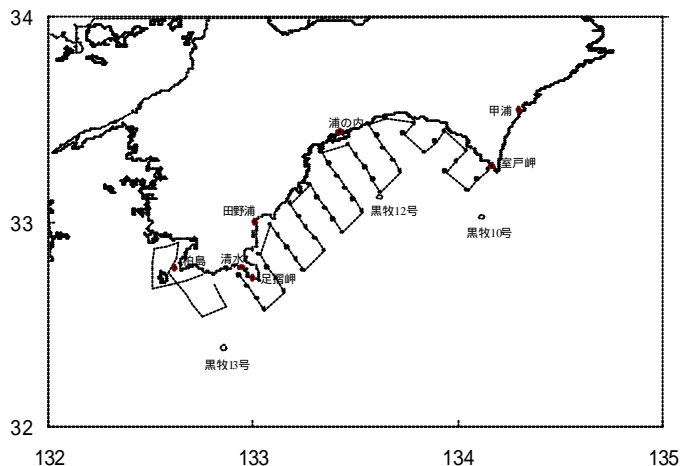 34
甲浦
浦の内
室戸岬
田野浦
黒牧12号
黒牧10号
33
柏島
清水
足摺岬
黒牧13号
32
132
133
134
135